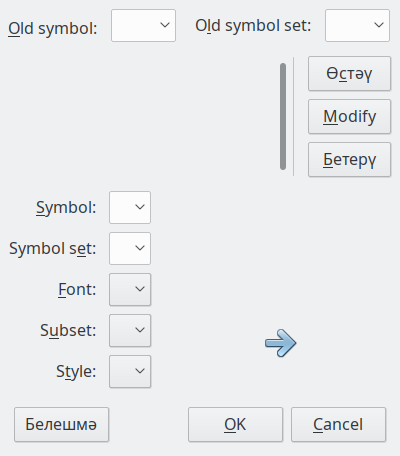 Old symbol: Old symbol set:
Өстәү
Modify
Бетерү
Symbol:
Symbol set:
Font:
Subset:
Style:
Белешмә OK Cancel